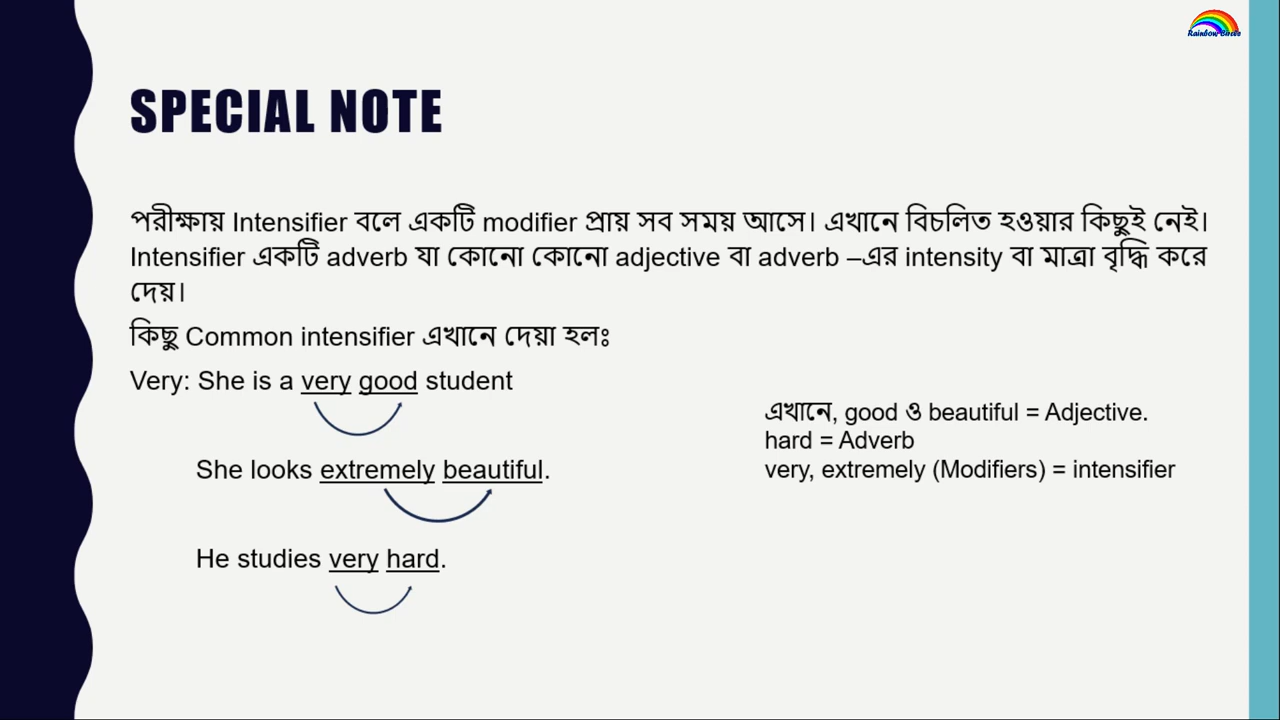 Rainbow
SPECIAL NOTE
পরীক্ষায় Intensifier বলে একটি modifier প্রায় সব সময় আসে। এখানে বিচলিত হওয়ার কিছুই নেই।
Intensifier একটি adverb যা কোনো কোনো adjective বা adverb –এর intensity বা মাত্রা বৃদ্ধি করে
দেয়।
কিছু Common intensifier এখানে দেয়া হলঃ
Very: She is a very good student
She looks extremely beautiful.
He studies very hard.
এখানে, good ও beautiful = Adjective.
hard = Adverb
very, extremely (Modifiers) = intensifier